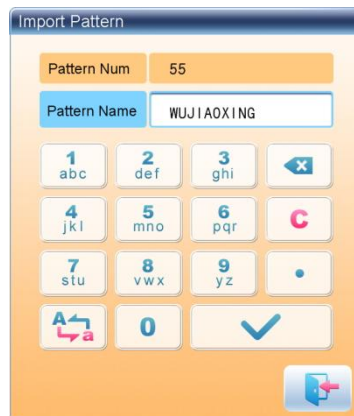 Import Pattern
Pattern Num 55
Pattern Name WUJIAOXING
1 2 3
abc def ghi
4 5 6 C
jkl mno pqr
7 8 9 .
stu vwx yz
A a 0